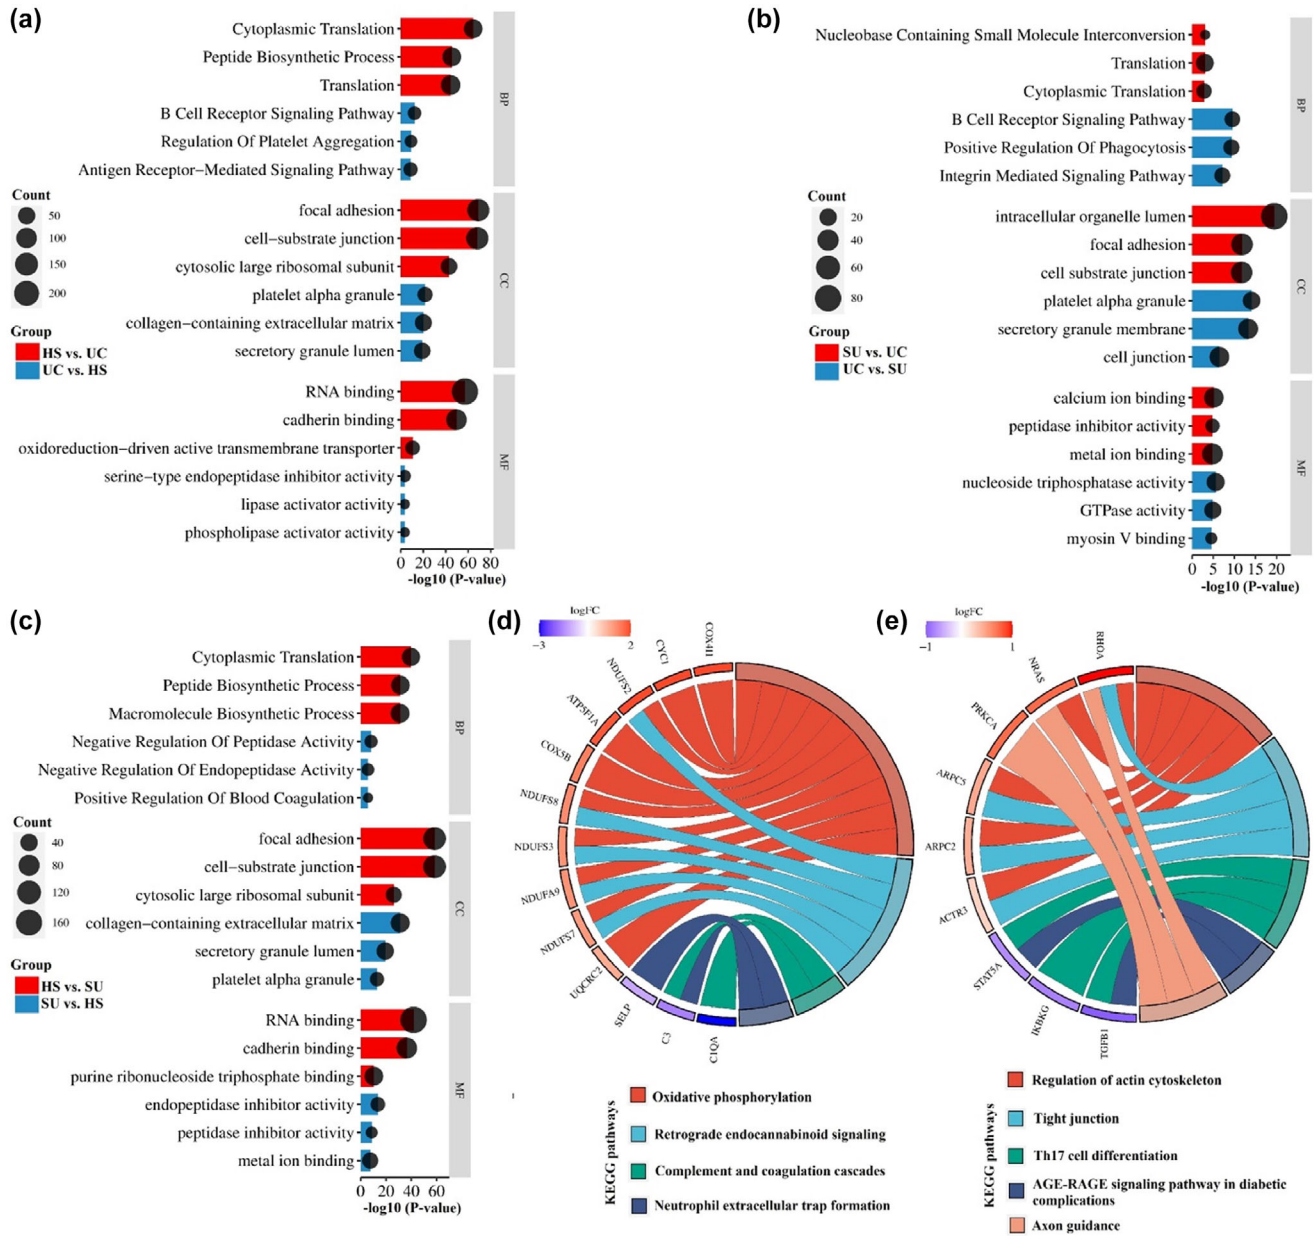 (a)
Cytoplasmic Translation
Peptide Biosynthetic Process
Translation
B Cell Receptor Signaling Pathway
Regulation Of Platelet Aggregation
Antigen Receptor−Mediated Signaling Pathway
BP
focal adhesion
cell−substrate junction
cytosolic large ribosomal subunit
platelet alpha granule
collagen−containing extracellular matrix
secretory granule lumen
CC
RNA binding
cadherin binding
oxidoreduction−driven active transmembrane transporter
serine−type endopeptidase inhibitor activity
lipase activator activity
phospholipase activator activity
MF
0 20 40 60 80
-log10 (P-value)
Count
50
100
150
200
Group
HS vs. UC
UC vs. HS
(b)
Nucleobase Containing Small Molecule Interconversion
Translation
Cytoplasmic Translation
B Cell Receptor Signaling Pathway
Positive Regulation Of Phagocytosis
Integrin Mediated Signaling Pathway
BP
intracellular organelle lumen
focal adhesion
cell substrate junction
platelet alpha granule
secretory granule membrane
cell junction
CC
calcium ion binding
peptidase inhibitor activity
metal ion binding
nucleoside triphosphatase activity
GTPase activity
myosin V binding
MF
0 5 10 15 20
-log10 (P-value)
Count
20
40
60
80
Group
SU vs. UC
UC vs. SU
(c)
Cytoplasmic Translation
Peptide Biosynthetic Process
Macromolecule Biosynthetic Process
Negative Regulation Of Peptidase Activity
Negative Regulation Of Endopeptidase Activity
Positive Regulation Of Blood Coagulation
BP
focal adhesion
cell−substrate junction
cytosolic large ribosomal subunit
collagen−containing extracellular matrix
secretory granule lumen
platelet alpha granule
CC
RNA binding
cadherin binding
purine ribonucleoside triphosphate binding
endopeptidase inhibitor activity
peptidase inhibitor activity
metal ion binding
MF
0 20 40 60
-log10 (P-value)
Count
40
80
120
160
Group
HS vs. SU
SU vs. HS
(d)
logFC
−3 2
COX4I1
CYC1
NDUFS2
ATP5F1A
COX5B
NDUFS8
NDUFS3
NDUFA9
NDUFS7
UQCRC2
SELP
C3
C1QA
KEGG pathways
Oxidative phosphorylation
Retrograde endocannabinoid signaling
Complement and coagulation cascades
Neutrophil extracellular trap formation
(e)
logFC
−1 1
RHOA
NRAS
PRKCA
ARPC5
ARPC2
ACTR3
STAT5A
IKBKG
TGFB1
KEGG pathways
Regulation of actin cytoskeleton
Tight junction
Th17 cell differentiation
AGE-RAGE signaling pathway in diabetic
complications
Axon guidance